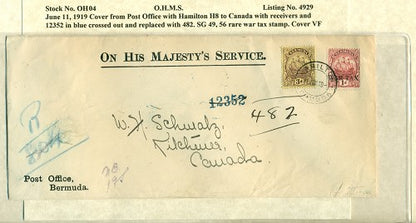 Stock No. OH04 O.H.M.S. Listing No. 4929
June 11, 1919 Cover from Post Office with Hamilton H8 to Canada with receivers and
12352 in blue crossed out and replaced with 482. SG 49, 56 rare war tax stamp. Cover VF
ON HIS MAJESTY'S SERVICE.
12352
482
W. H. Schmalz,
Kitchener,
Canada.
R
Post Office,
Bermuda.